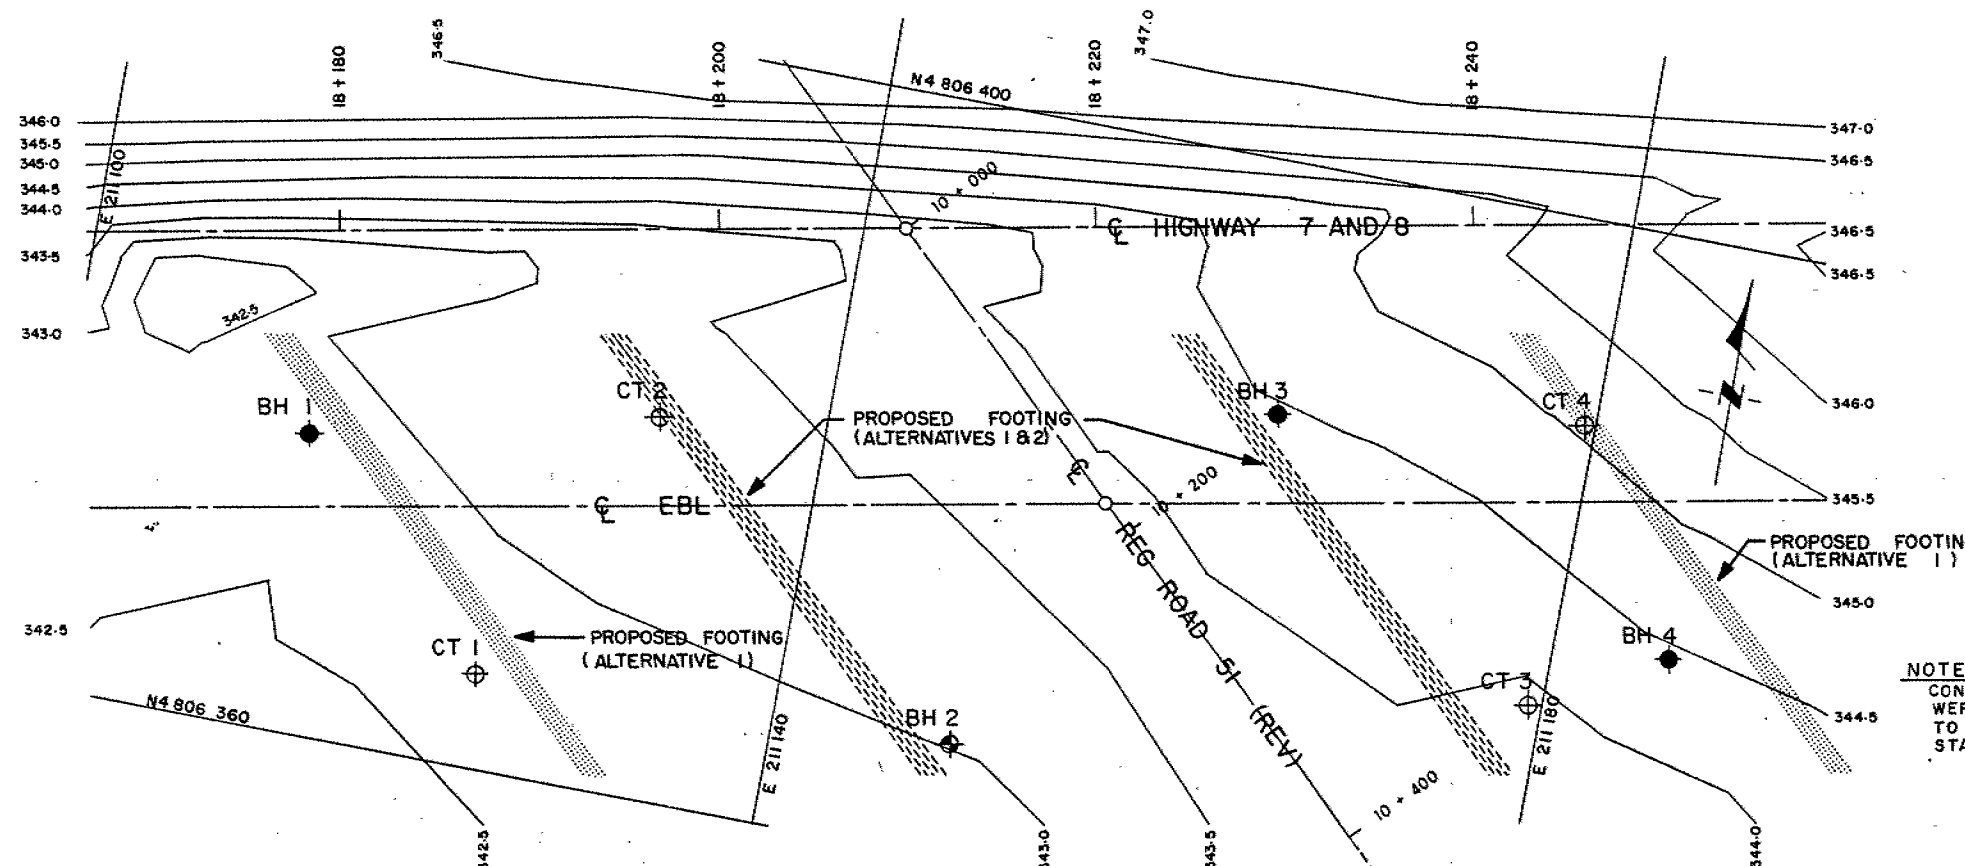 346.5
18 + 180
18 + 200
18 + 220
347.0
18 + 240
N4 806 400
346.0
345.5
345.0
344.5
344.0
343.5
343.0
E 211 100
347.0
346.5
346.5
346.5
346.0
345.5
345.0
344.5
10 + 000
℄ HIGHWAY 7 AND 8
342.5
BH 1
CT 2
PROPOSED FOOTING
(ALTERNATIVES 1 & 2)
BH 3
CT 4
N
℄
10 + 200
℄ EBL
REG ROAD 51 (REV)
PROPOSED FOOTIN
(ALTERNATIVE 1)
342.5
CT 1
PROPOSED FOOTING
(ALTERNATIVE 1)
BH 4
CT 3
N4 806 360
BH 2
E 211 140
E 211 180
10 + 400
NOTE
CON
WER
TO
STA
342.5
343.0
343.5
344.0